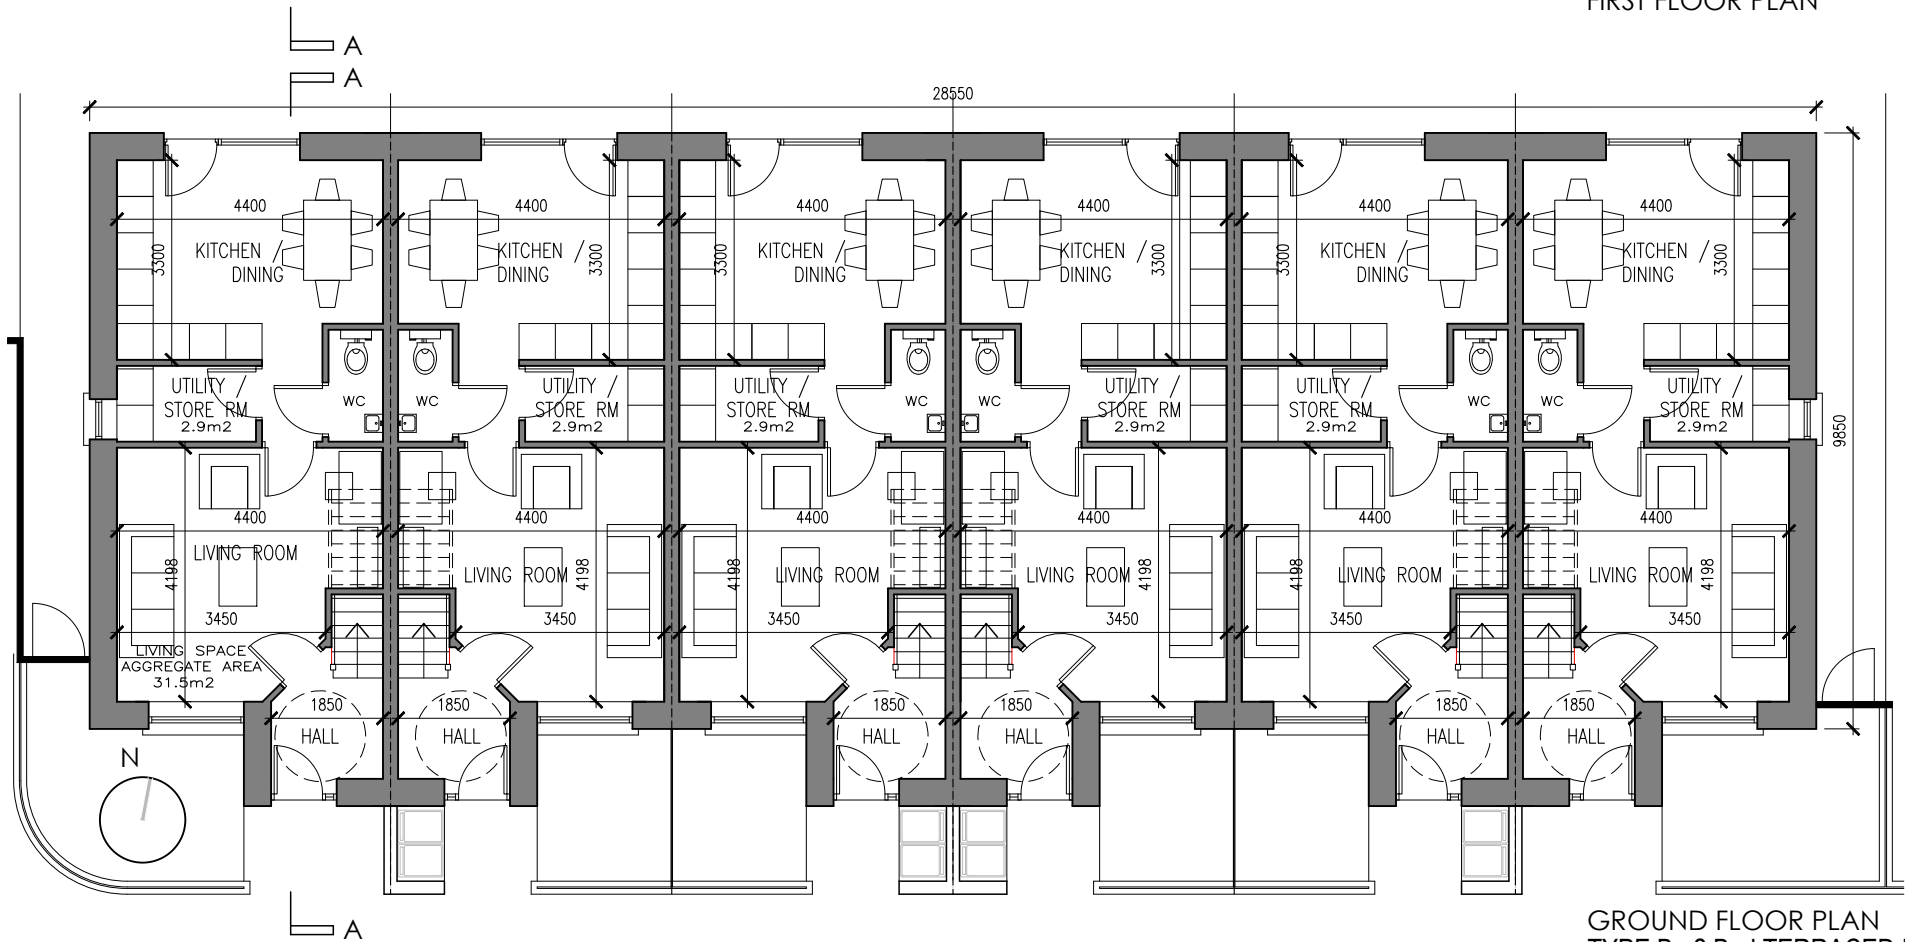 FIRST FLOOR PLAN
A
A
28550
4400 4400 4400 4400 4400 4400
KITCHEN / KITCHEN / KITCHEN / KITCHEN / KITCHEN / KITCHEN /
DINING DINING DINING DINING DINING DINING
3300 3300 3300 3300 3300 3300
UTILITY / UTILITY / UTILITY / UTILITY / UTILITY / UTILITY /
STORE RM STORE RM STORE RM STORE RM STORE RM STORE RM
2.9m2 2.9m2 2.9m2 2.9m2 2.9m2 2.9m2
WC WC WC WC WC WC
9850
4400 4400 4400 4400 4400 4400
LIVING ROOM LIVING ROOM LIVING ROOM LIVING ROOM LIVING ROOM LIVING ROOM
4198 4198 4198 4198 4198 4198
3450 3450 3450 3450 3450 3450
LIVING SPACE
AGGREGATE AREA
31.5m2
1850 1850 1850 1850 1850 1850
HALL HALL HALL HALL HALL HALL
N
A
GROUND FLOOR PLAN